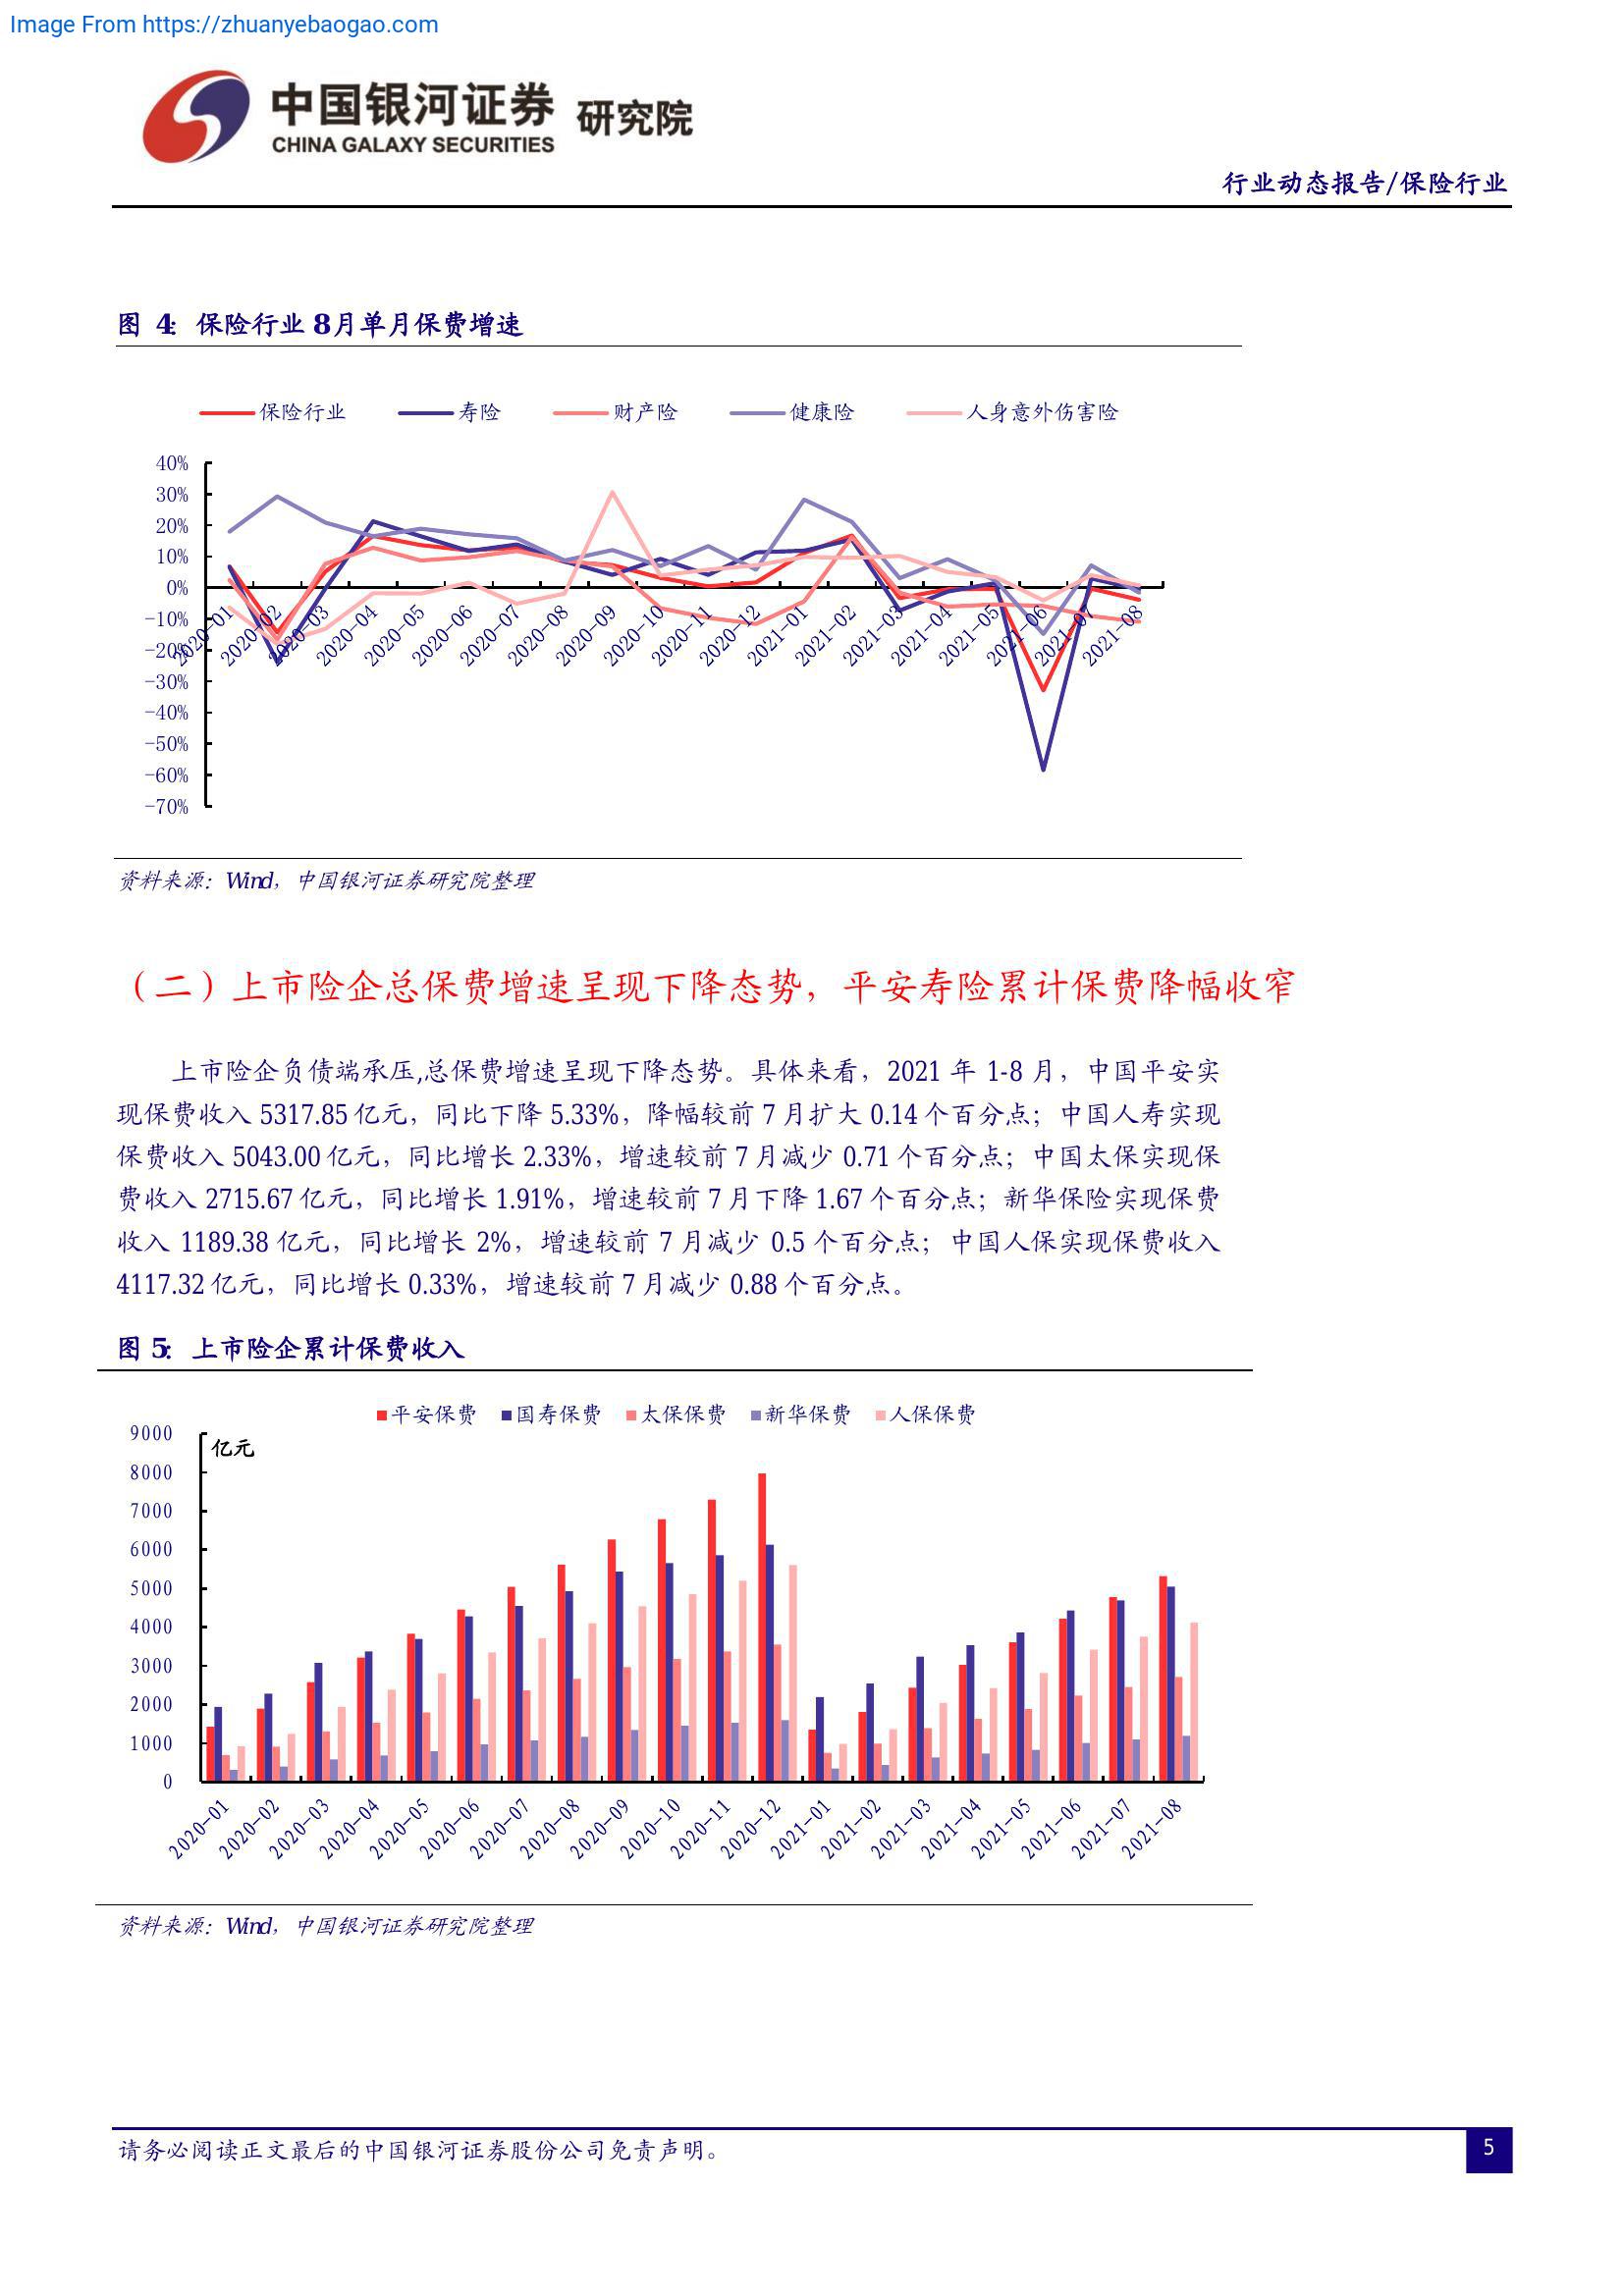 Image From https://zhuanyebaogao.com
中国银河证券 研究院
CHINA GALAXY SECURITIES
行业动态报告/保险行业
图 4: 保险行业 8月单月保费增速
保险行业 寿险 财产险 健康险 人身意外伤害险
40%
30%
20%
10%
0%
-10%
-20%
-30%
-40%
-50%
-60%
-70%
2020-01 2020-02 2020-03 2020-04 2020-05 2020-06 2020-07 2020-08 2020-09 2020-10 2020-11 2020-12 2021-01 2021-02 2021-03 2021-04 2021-05 2021-06 2021-07 2021-08
资料来源：Wind，中国银河证券研究院整理
（二）上市险企总保费增速呈现下降态势，平安寿险累计保费降幅收窄
上市险企负债端承压,总保费增速呈现下降态势。具体来看，2021 年 1-8 月，中国平安实
现保费收入 5317.85 亿元，同比下降 5.33%，降幅较前 7 月扩大 0.14 个百分点；中国人寿实现
保费收入 5043.00 亿元，同比增长 2.33%，增速较前 7 月减少 0.71 个百分点；中国太保实现保
费收入 2715.67 亿元，同比增长 1.91%，增速较前 7 月下降 1.67 个百分点；新华保险实现保费
收入 1189.38 亿元，同比增长 2%，增速较前 7 月减少 0.5 个百分点；中国人保实现保费收入
4117.32 亿元，同比增长 0.33%，增速较前 7 月减少 0.88 个百分点。
图 5: 上市险企累计保费收入
平安保费 国寿保费 太保保费 新华保费 人保保费
亿元
9000
8000
7000
6000
5000
4000
3000
2000
1000
0
2020-01 2020-02 2020-03 2020-04 2020-05 2020-06 2020-07 2020-08 2020-09 2020-10 2020-11 2020-12 2021-01 2021-02 2021-03 2021-04 2021-05 2021-06 2021-07 2021-08
资料来源：Wind，中国银河证券研究院整理
请务必阅读正文最后的中国银河证券股份公司免责声明。
5